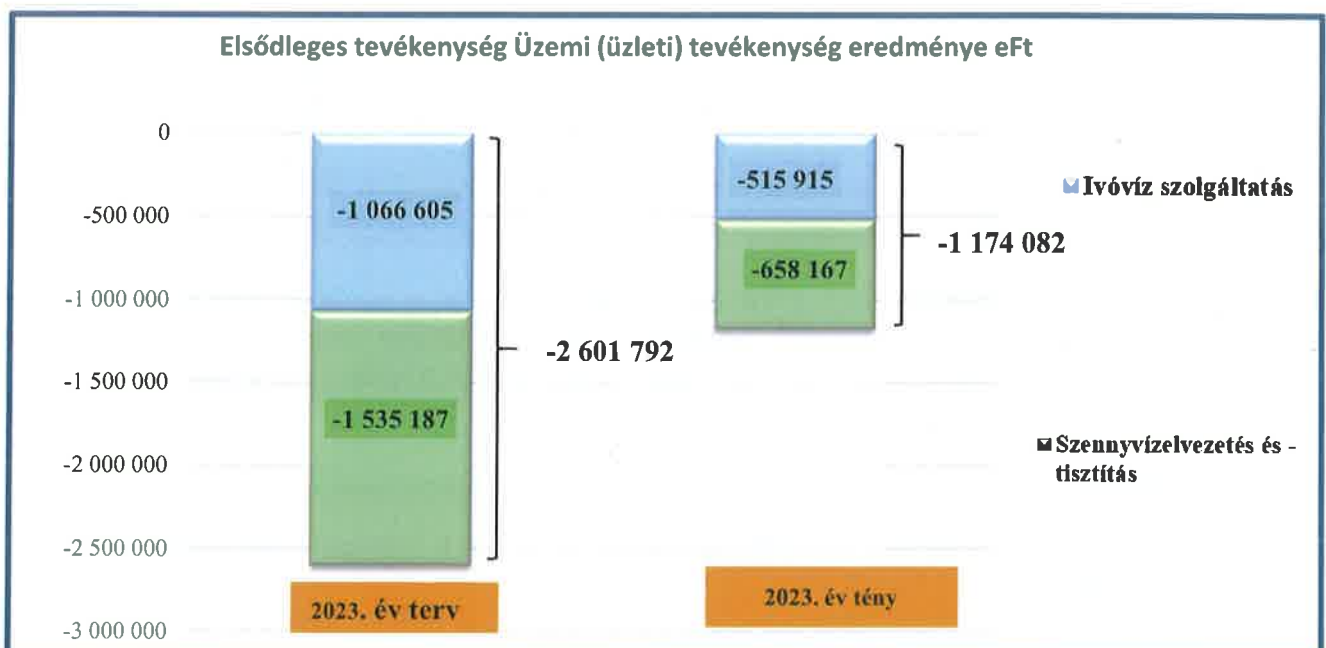 Elsődleges tevékenység Üzemi (üzleti) tevékenység eredménye eFt
0
-500 000
-1 000 000
-1 500 000
-2 000 000
-2 500 000
-3 000 000
-1 066 605
-1 535 187
-2 601 792
2023. év terv
-515 915
-658 167
-1 174 082
2023. év tény
Ivóvíz szolgáltatás
Szennyvízelvezetés és -
tisztítás